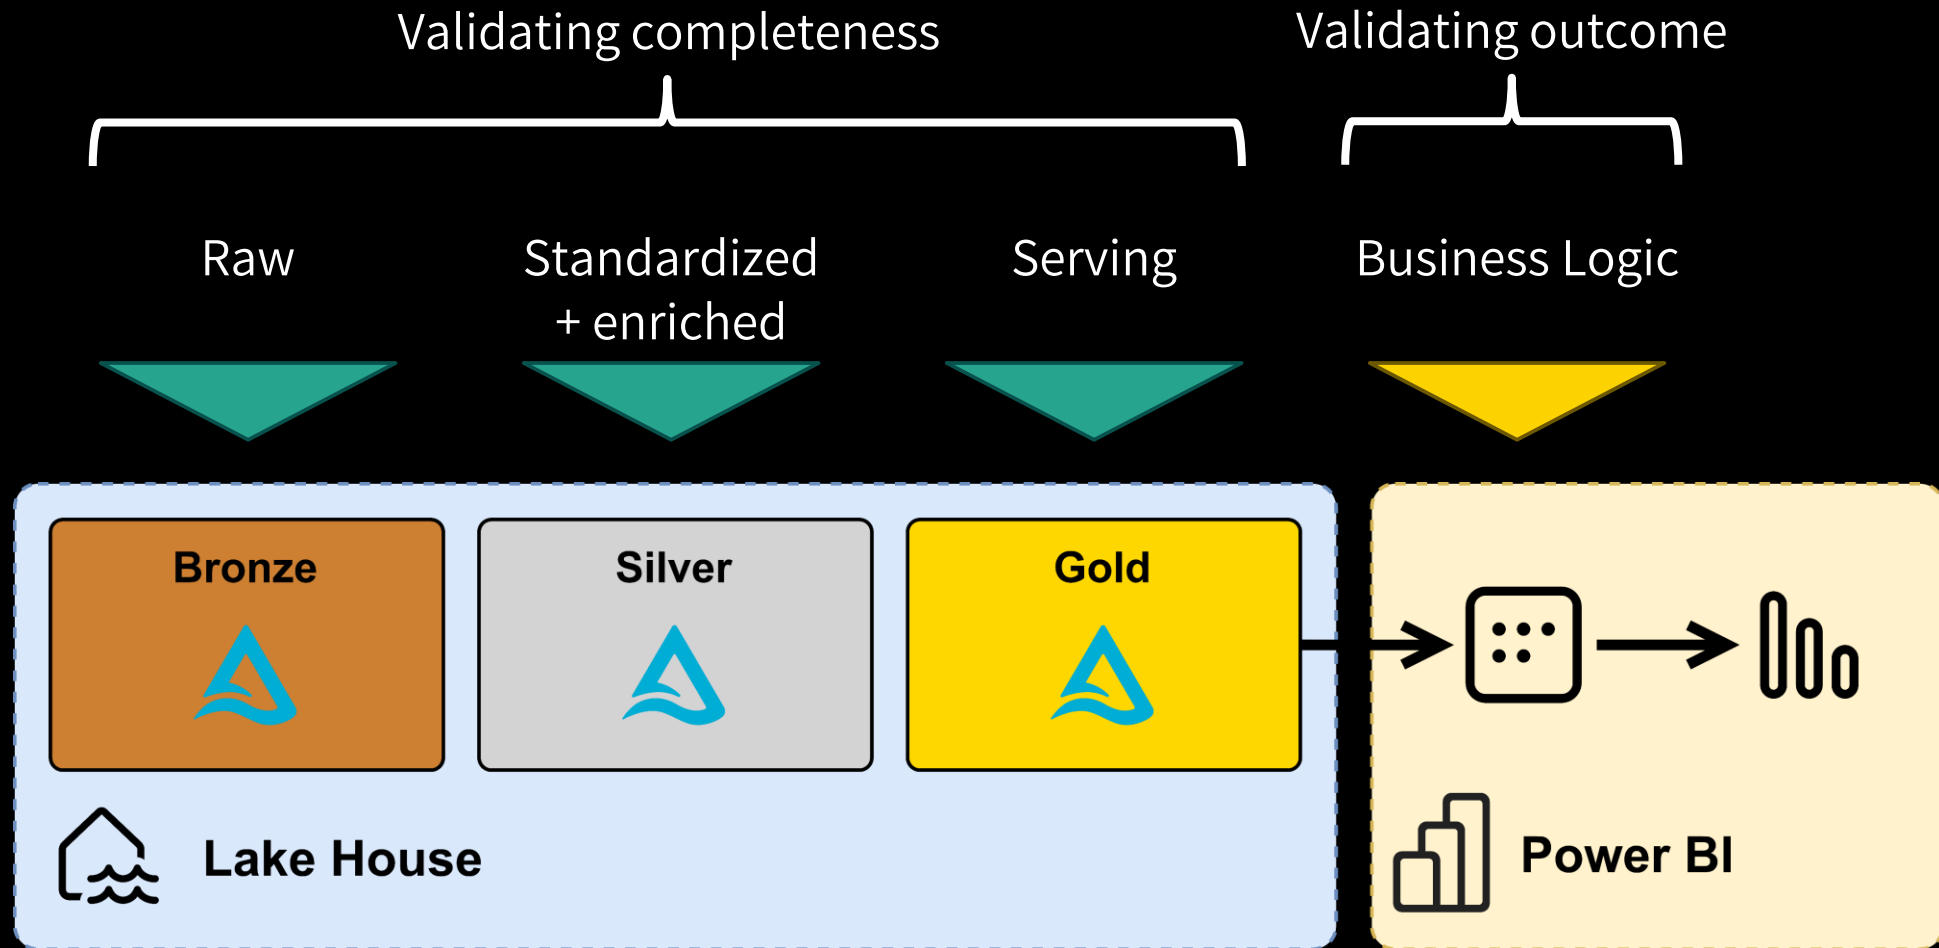 Validating completeness
Validating outcome
Raw
Standardized
+ enriched
Serving
Business Logic
Bronze
Silver
Gold
Lake House
Power BI